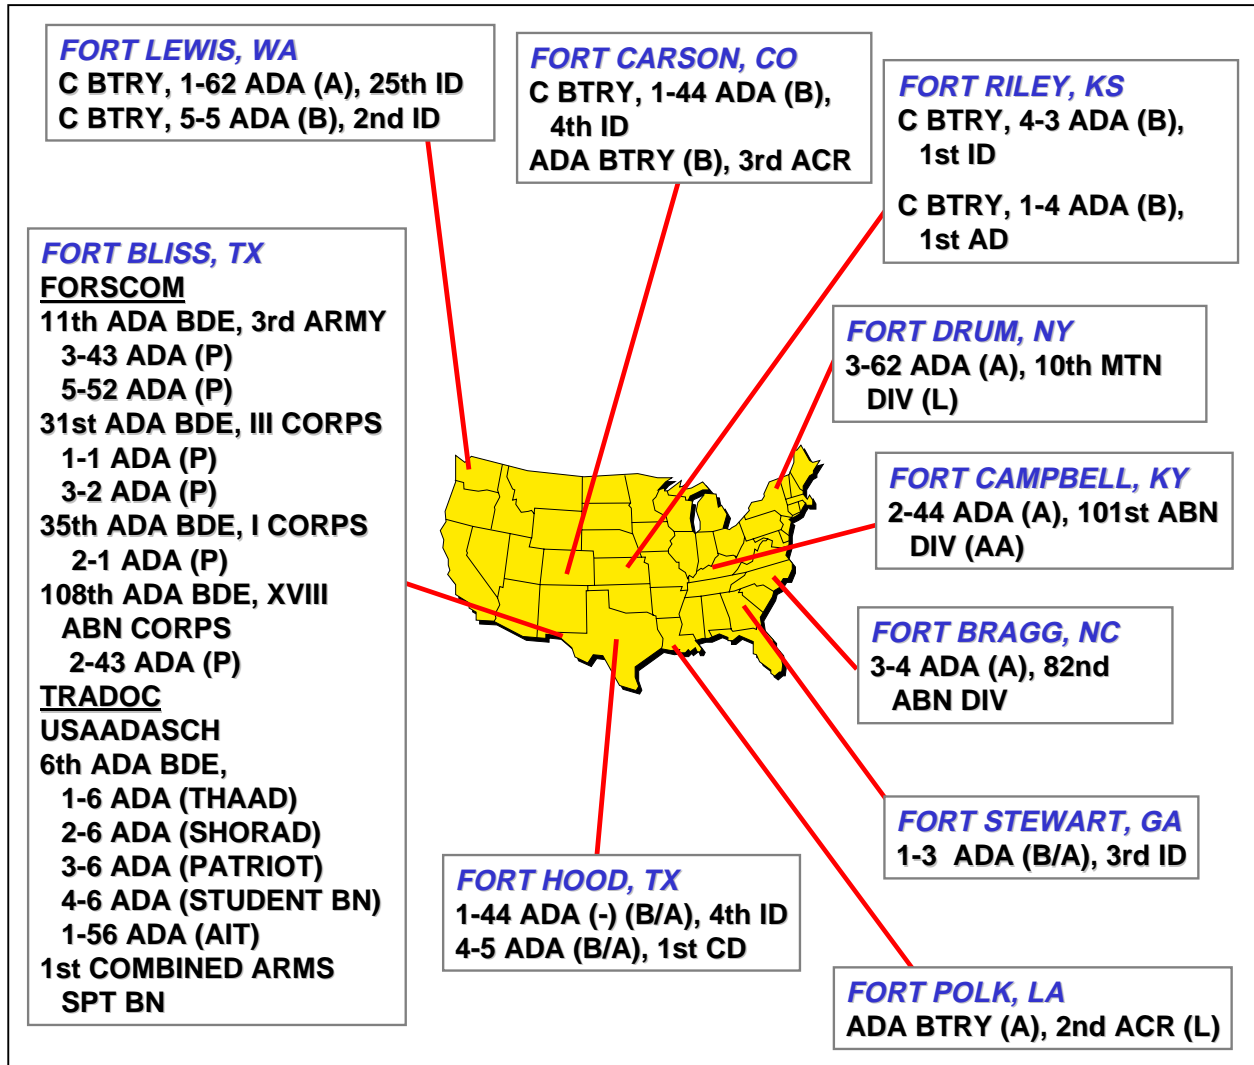 FORT LEWIS, WA
C BTRY, 1-62 ADA (A), 25th ID
C BTRY, 5-5 ADA (B), 2nd ID
FORT CARSON, CO
C BTRY, 1-44 ADA (B),
4th ID
ADA BTRY (B), 3rd ACR
FORT RILEY, KS
C BTRY, 4-3 ADA (B),
1st ID
C BTRY, 1-4 ADA (B),
1st AD
FORT BLISS, TX
FORSCOM
11th ADA BDE, 3rd ARMY
3-43 ADA (P)
5-52 ADA (P)
31st ADA BDE, III CORPS
1-1 ADA (P)
3-2 ADA (P)
35th ADA BDE, I CORPS
2-1 ADA (P)
108th ADA BDE, XVIII
ABN CORPS
2-43 ADA (P)
TRADOC
USAADASCH
6th ADA BDE,
1-6 ADA (THAAD)
2-6 ADA (SHORAD)
3-6 ADA (PATRIOT)
4-6 ADA (STUDENT BN)
1-56 ADA (AIT)
1st COMBINED ARMS
SPT BN
FORT DRUM, NY
3-62 ADA (A), 10th MTN
DIV (L)
FORT CAMPBELL, KY
2-44 ADA (A), 101st ABN
DIV (AA)
FORT BRAGG, NC
3-4 ADA (A), 82nd
ABN DIV
FORT STEWART, GA
1-3 ADA (B/A), 3rd ID
FORT HOOD, TX
1-44 ADA (-) (B/A), 4th ID
4-5 ADA (B/A), 1st CD
FORT POLK, LA
ADA BTRY (A), 2nd ACR (L)